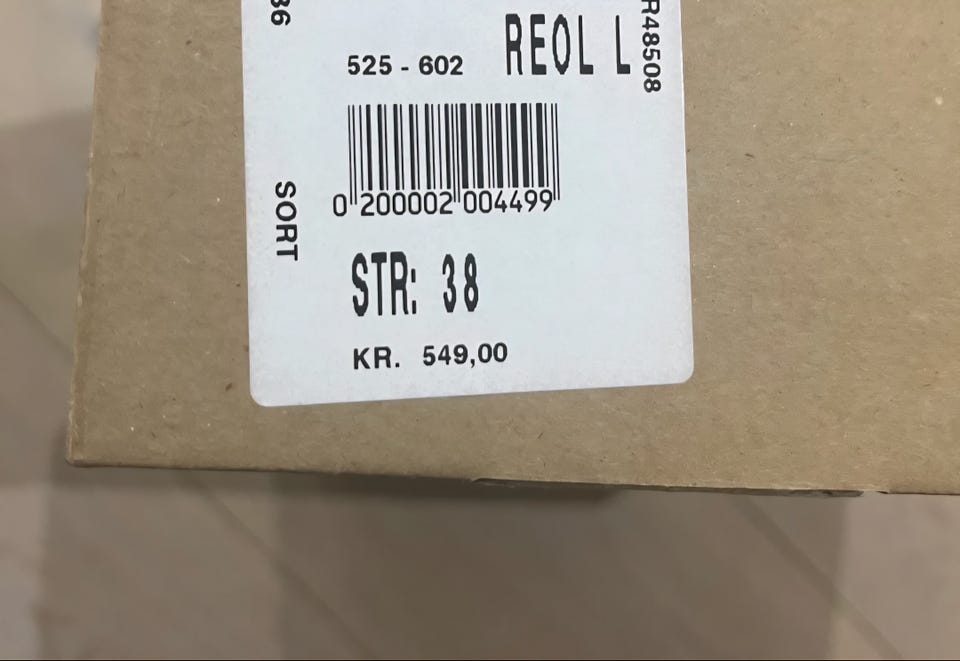 525 - 602 REOL L
0 200002 004499
STR: 38
KR. 549,00
SORT
36
R48508